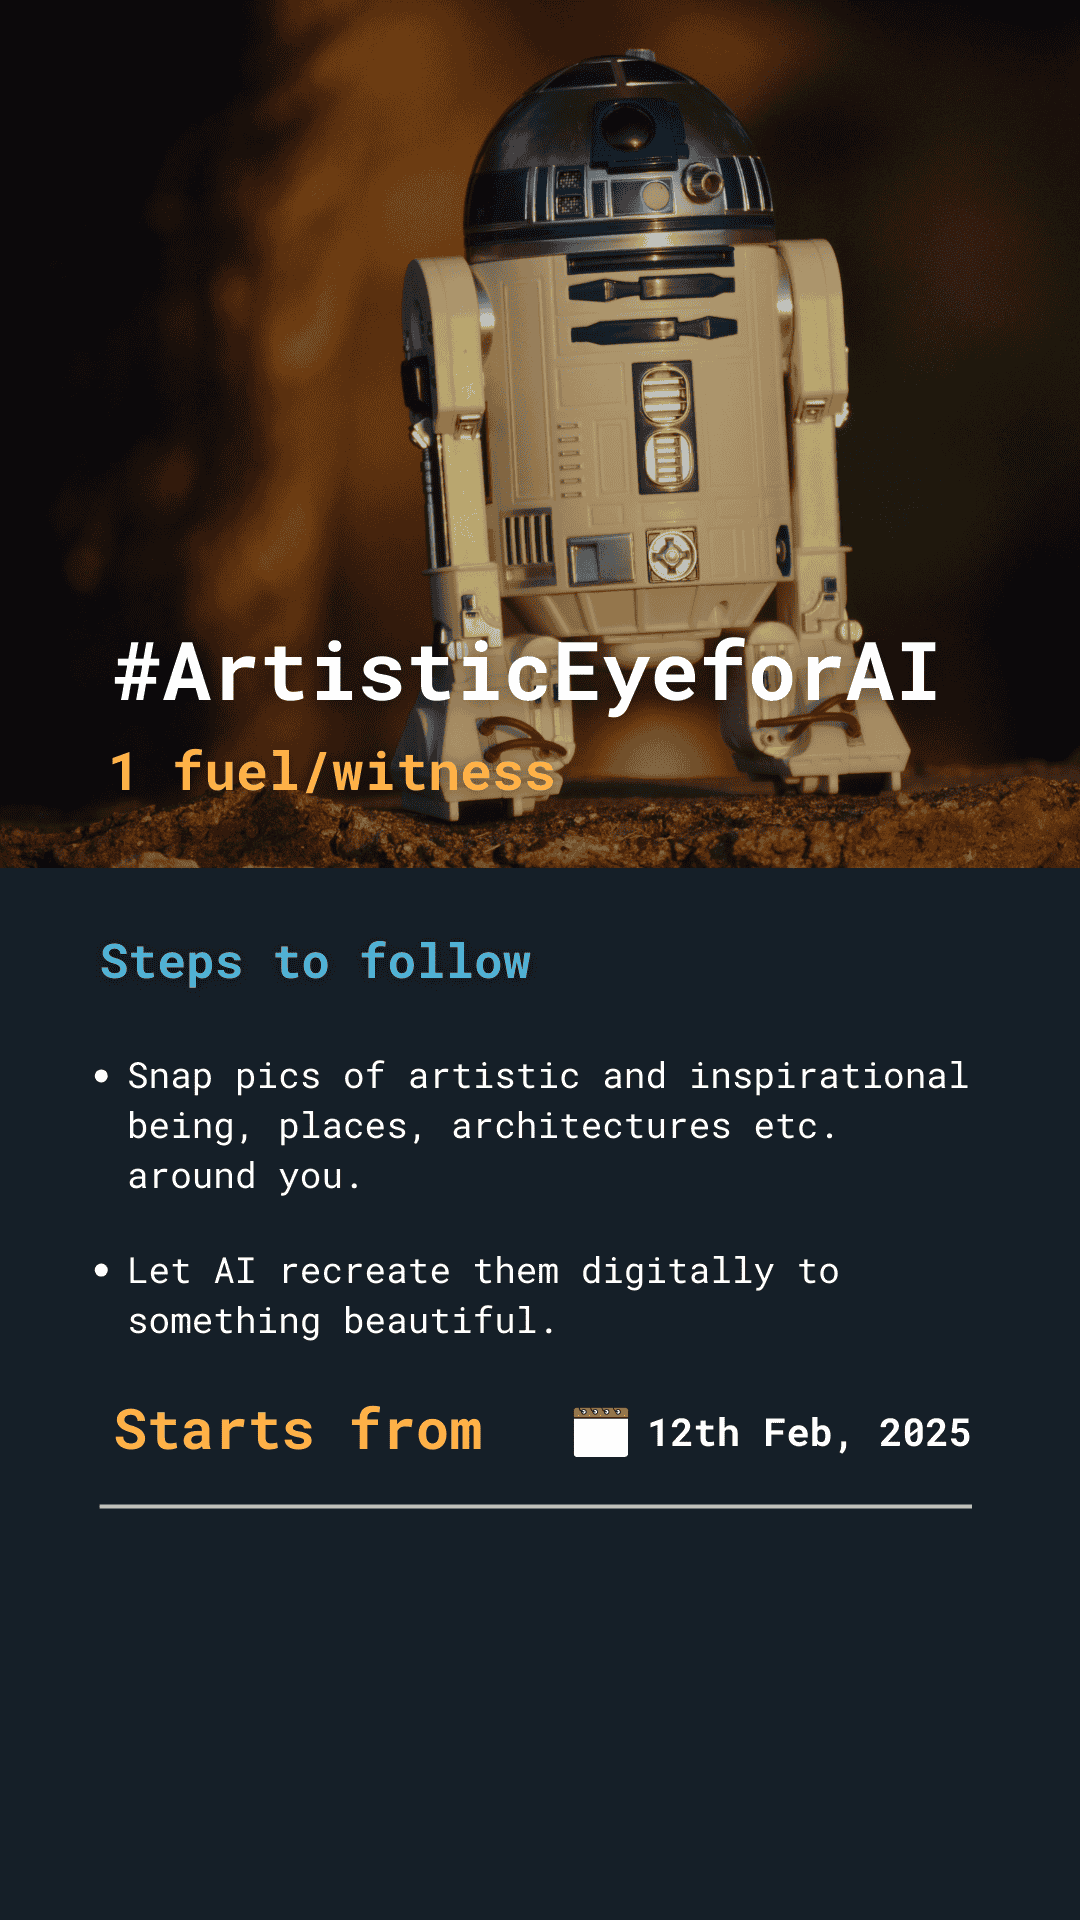 #ArtisticEyeforAI
1 fuel/witness
Steps to follow
• Snap pics of artistic and inspirational
being, places, architectures etc.
around you.
• Let AI recreate them digitally to
something beautiful.
Starts from 12th Feb, 2025